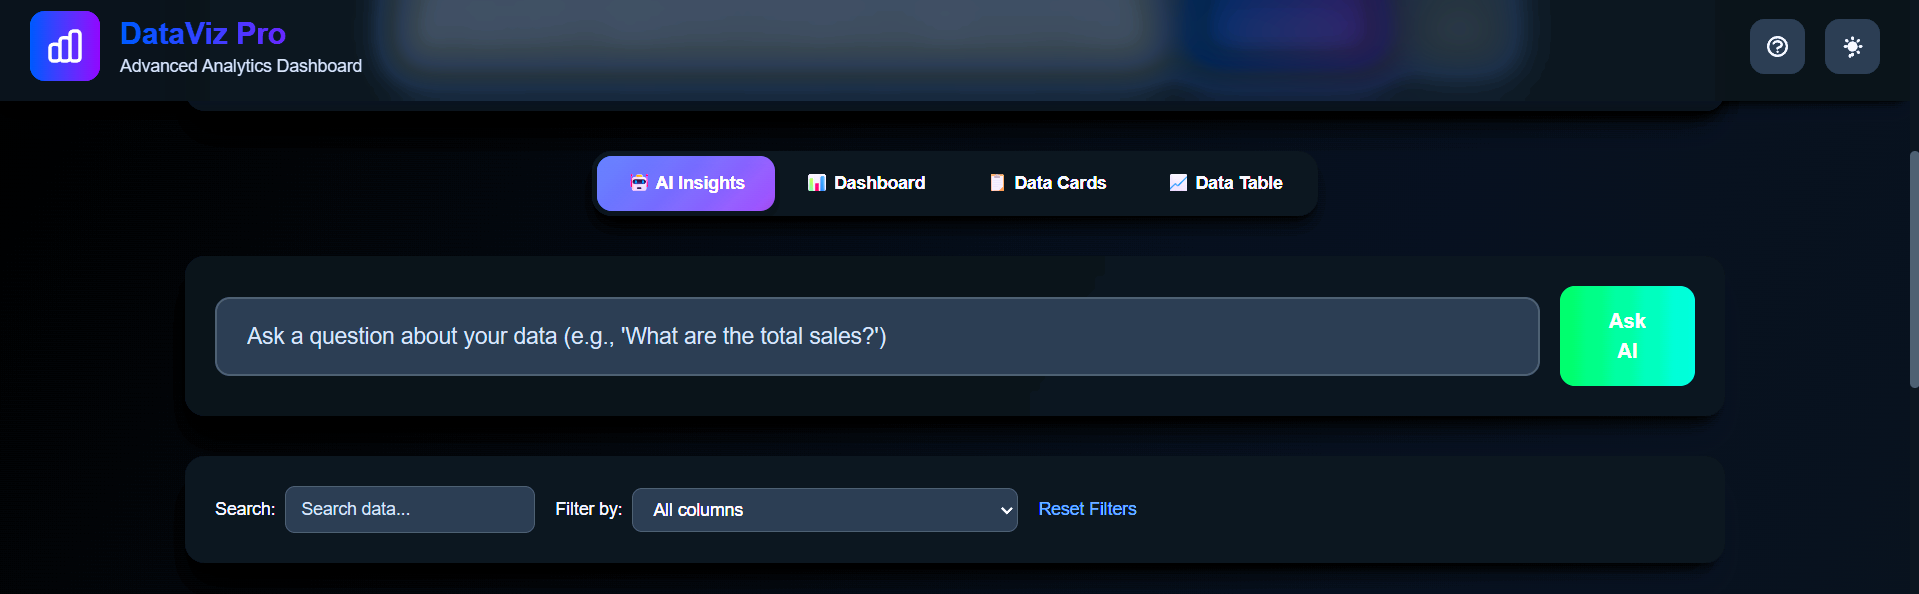 DataViz Pro
Advanced Analytics Dashboard
AI Insights
Dashboard
Data Cards
Data Table
Ask a question about your data (e.g., 'What are the total sales?')
Ask
AI
Search:
Search data...
Filter by:
All columns
Reset Filters